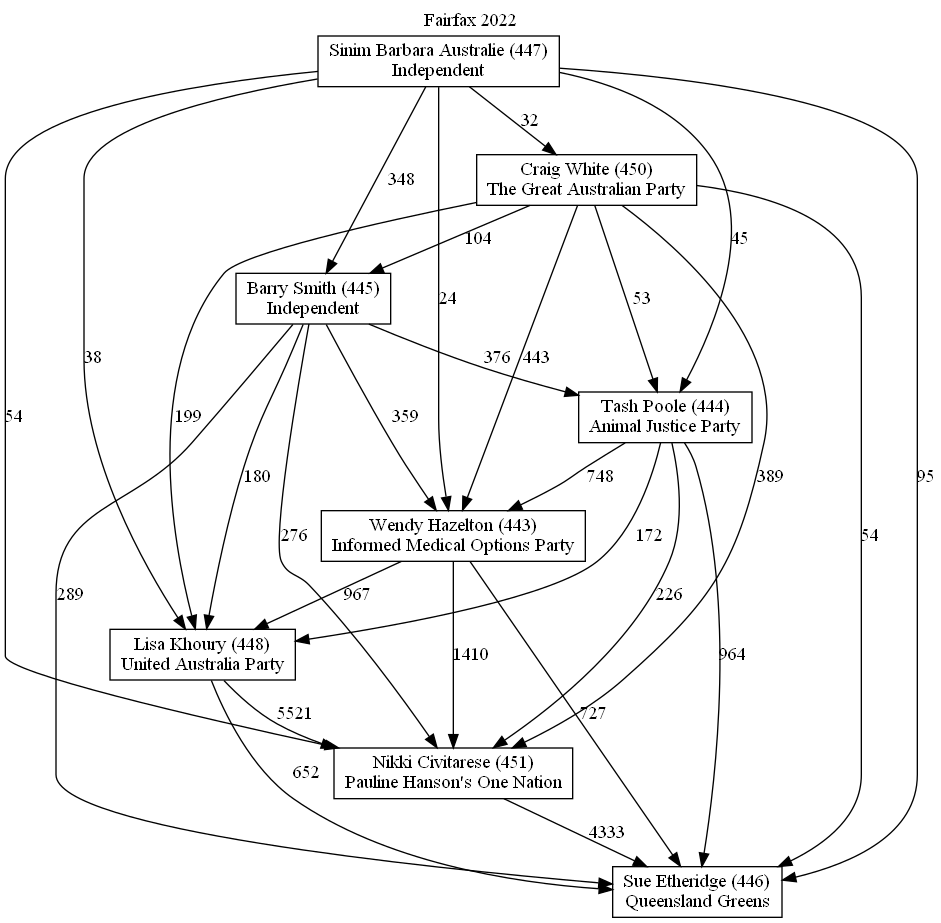 Fairfax 2022
Sinim Barbara Australie (447)
Independent
32
Craig White (450)
The Great Australian Party
348
104
45
Barry Smith (445)
Independent
24
53
38
376
443
Tash Poole (444)
Animal Justice Party
54
199
359
180
748
389
95
Wendy Hazelton (443)
Informed Medical Options Party
276
172
54
289
967
226
Lisa Khoury (448)
United Australia Party
1410
964
5521
727
Nikki Civitarese (451)
Pauline Hanson's One Nation
652
4333
Sue Etheridge (446)
Queensland Greens